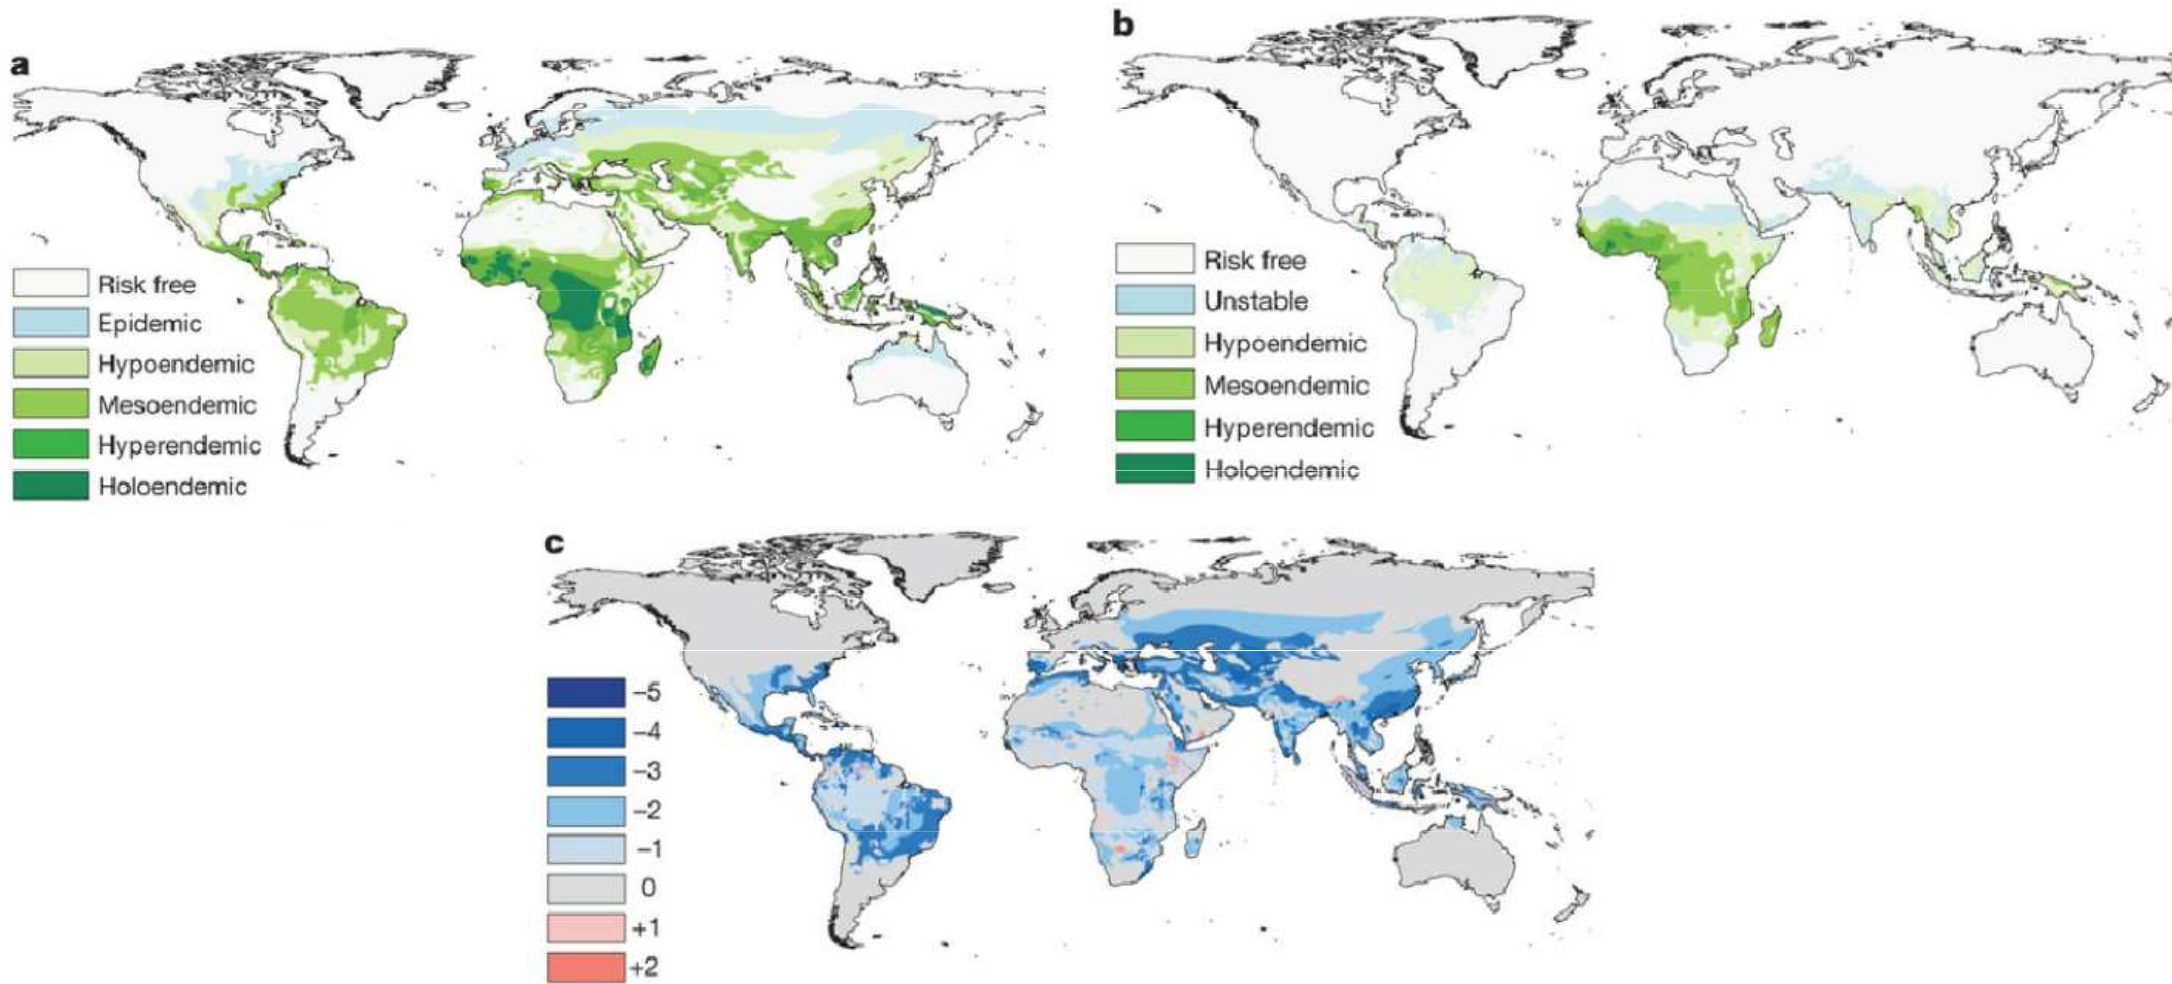 a
Risk free
Epidemic
Hypoendemic
Mesoendemic
Hyperendemic
Holoendemic
b
Risk free
Unstable
Hypoendemic
Mesoendemic
Hyperendemic
Holoendemic
c
−5
−4
−3
−2
−1
0
+1
+2